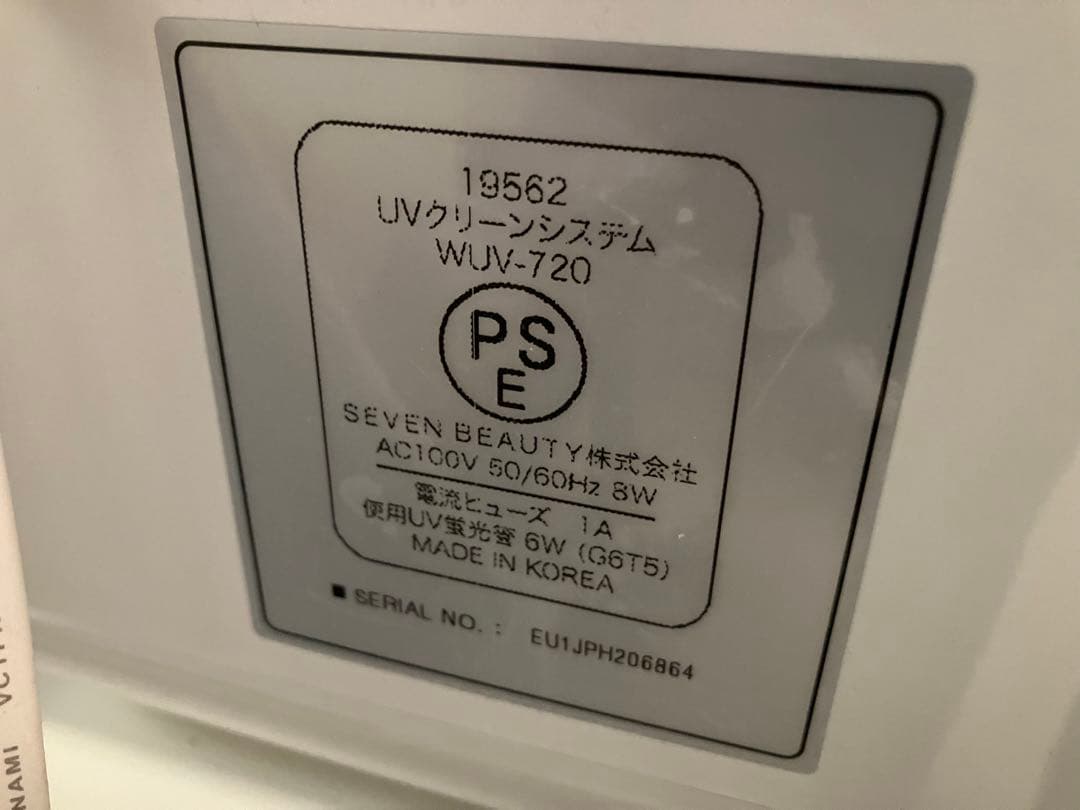 19562
UVクリーンシステム
WUV-720
PS
E
SEVEN BEAUTY株式会社
AC100V 50/60Hz 8W
電流ヒューズ 1A
使用UV蛍光登 6W (G6T5)
MADE IN KOREA
■ SERIAL NO. : EU1JPH206864
NAMI